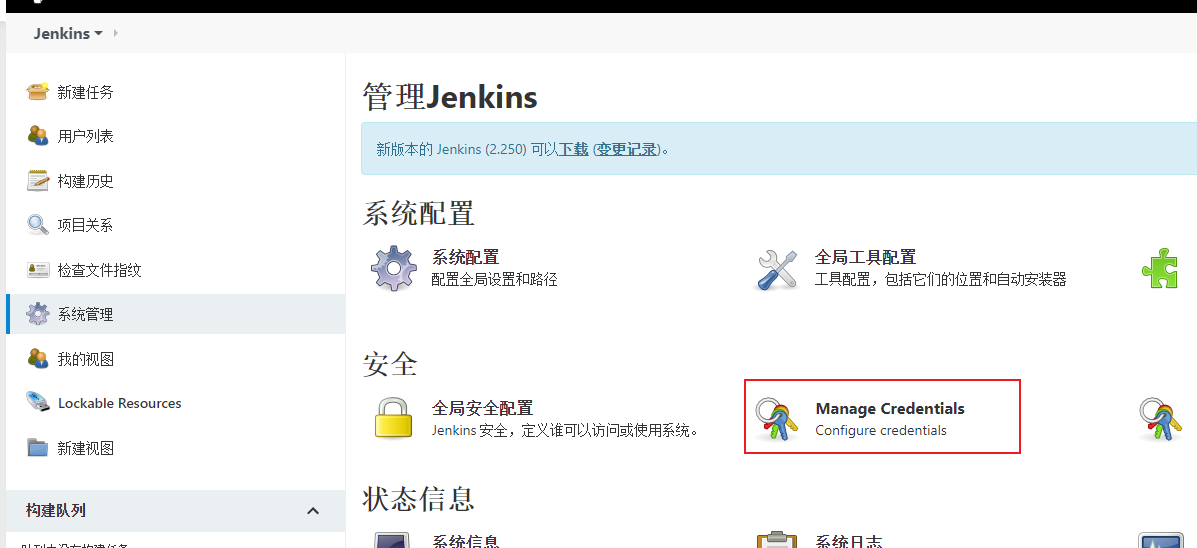 Jenkins
新建任务
用户列表
构建历史
项目关系
检查文件指纹
系统管理
我的视图
Lockable Resources
新建视图
构建队列
管理Jenkins
新版本的 Jenkins (2.250) 可以下载 (变更记录)。
系统配置
系统配置
配置全局设置和路径
全局工具配置
工具配置，包括它们的位置和自动安装器
安全
全局安全配置
Jenkins 安全，定义谁可以访问或使用系统。
Manage Credentials
Configure credentials
状态信息
系统信息
系统日志